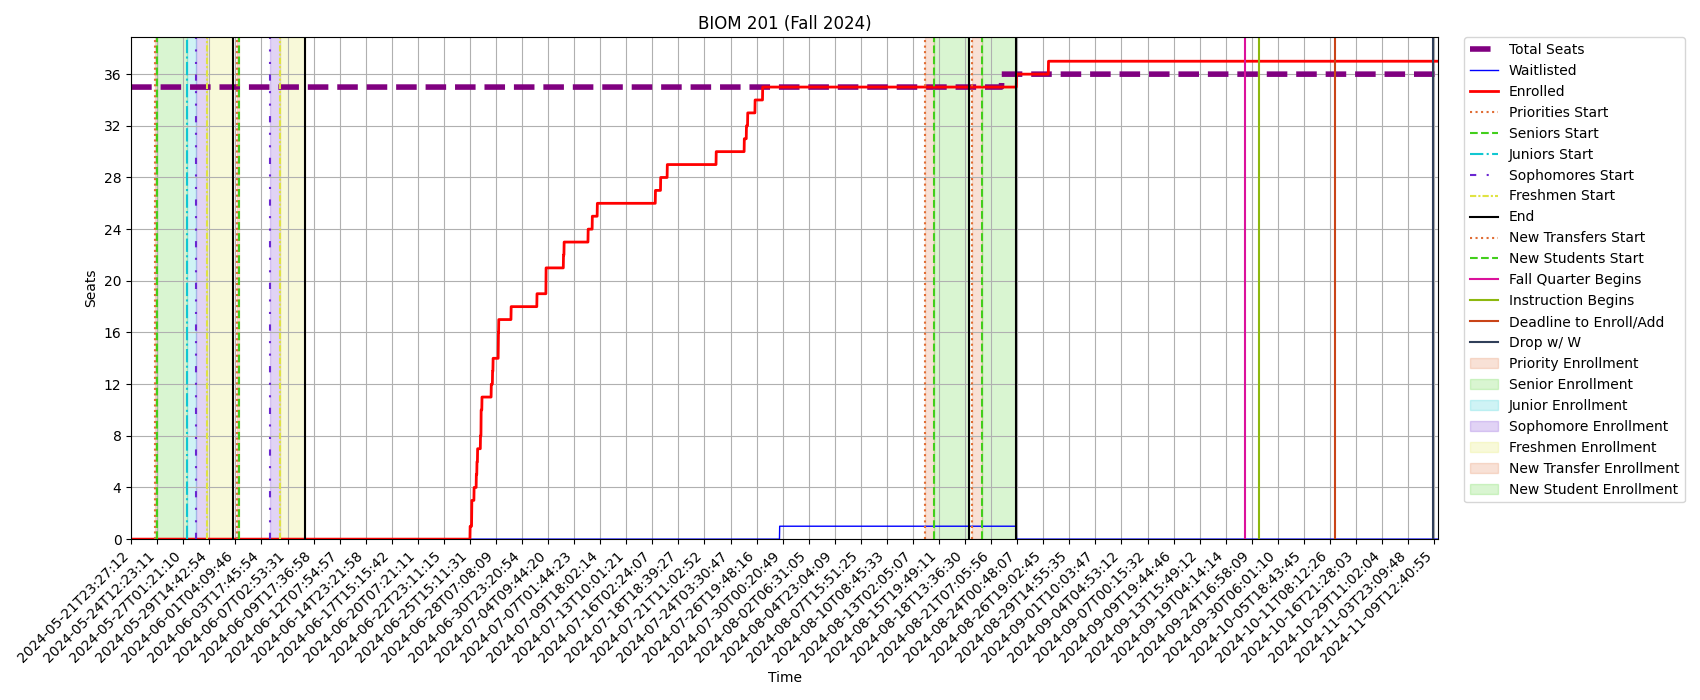 BIOM 201 (Fall 2024)
Seats
36
32
28
24
20
16
12
8
4
0
2024-05-21T23:27:12
2024-05-24T12:23:11
2024-05-27T01:21:10
2024-05-29T14:42:54
2024-06-01T04:09:46
2024-06-03T17:45:54
2024-06-07T02:53:31
2024-06-09T17:36:58
2024-06-12T07:54:57
2024-06-14T23:21:58
2024-06-17T15:15:42
2024-06-20T07:21:11
2024-06-22T23:11:15
2024-06-25T15:11:31
2024-06-28T07:08:09
2024-06-30T23:20:54
2024-07-04T09:44:20
2024-07-07T01:44:23
2024-07-09T18:02:14
2024-07-13T10:01:21
2024-07-16T02:24:07
2024-07-18T18:39:27
2024-07-21T11:02:52
2024-07-24T03:30:47
2024-07-26T19:48:16
2024-07-30T00:20:49
2024-08-02T06:31:05
2024-08-04T23:04:09
2024-08-07T15:51:25
2024-08-10T08:45:33
2024-08-13T02:05:07
2024-08-15T19:49:11
2024-08-18T13:36:30
2024-08-21T07:05:56
2024-08-24T00:48:07
2024-08-26T19:02:45
2024-08-29T14:55:35
2024-09-01T10:03:47
2024-09-04T04:53:12
2024-09-07T00:15:32
2024-09-09T19:44:46
2024-09-13T15:49:12
2024-09-19T04:14:14
2024-09-24T16:58:09
2024-09-30T06:01:10
2024-10-05T18:43:45
2024-10-11T08:12:26
2024-10-16T21:28:03
2024-10-29T11:02:04
2024-11-03T23:09:48
2024-11-09T12:40:55
Time
Total Seats
Waitlisted
Enrolled
Priorities Start
Seniors Start
Juniors Start
Sophomores Start
Freshmen Start
End
New Transfers Start
New Students Start
Fall Quarter Begins
Instruction Begins
Deadline to Enroll/Add
Drop w/ W
Priority Enrollment
Senior Enrollment
Junior Enrollment
Sophomore Enrollment
Freshmen Enrollment
New Transfer Enrollment
New Student Enrollment